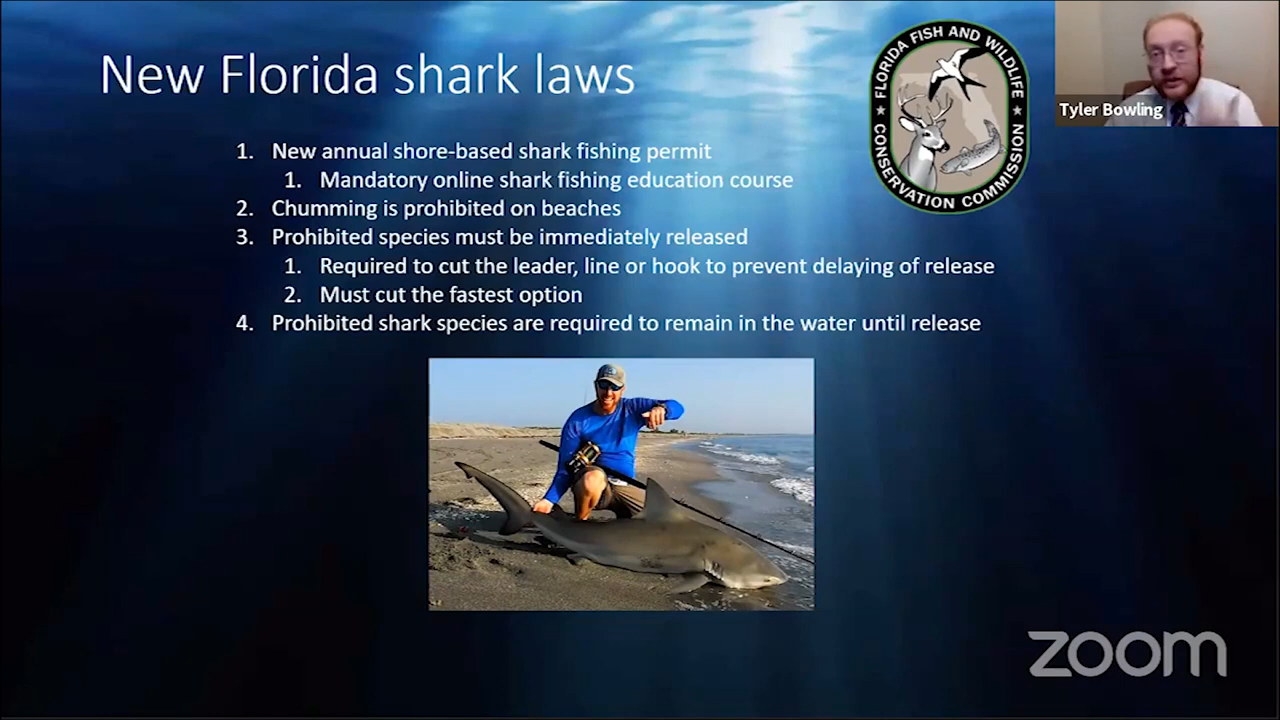 New Florida shark laws
1. New annual shore-based shark fishing permit
1. Mandatory online shark fishing education course
2. Chumming is prohibited on beaches
3. Prohibited species must be immediately released
1. Required to cut the leader, line or hook to prevent delaying of release
2. Must cut the fastest option
4. Prohibited shark species are required to remain in the water until release
FLORIDA FISH AND WILDLIFE
CONSERVATION COMMISSION
Tyler Bowling
zoom